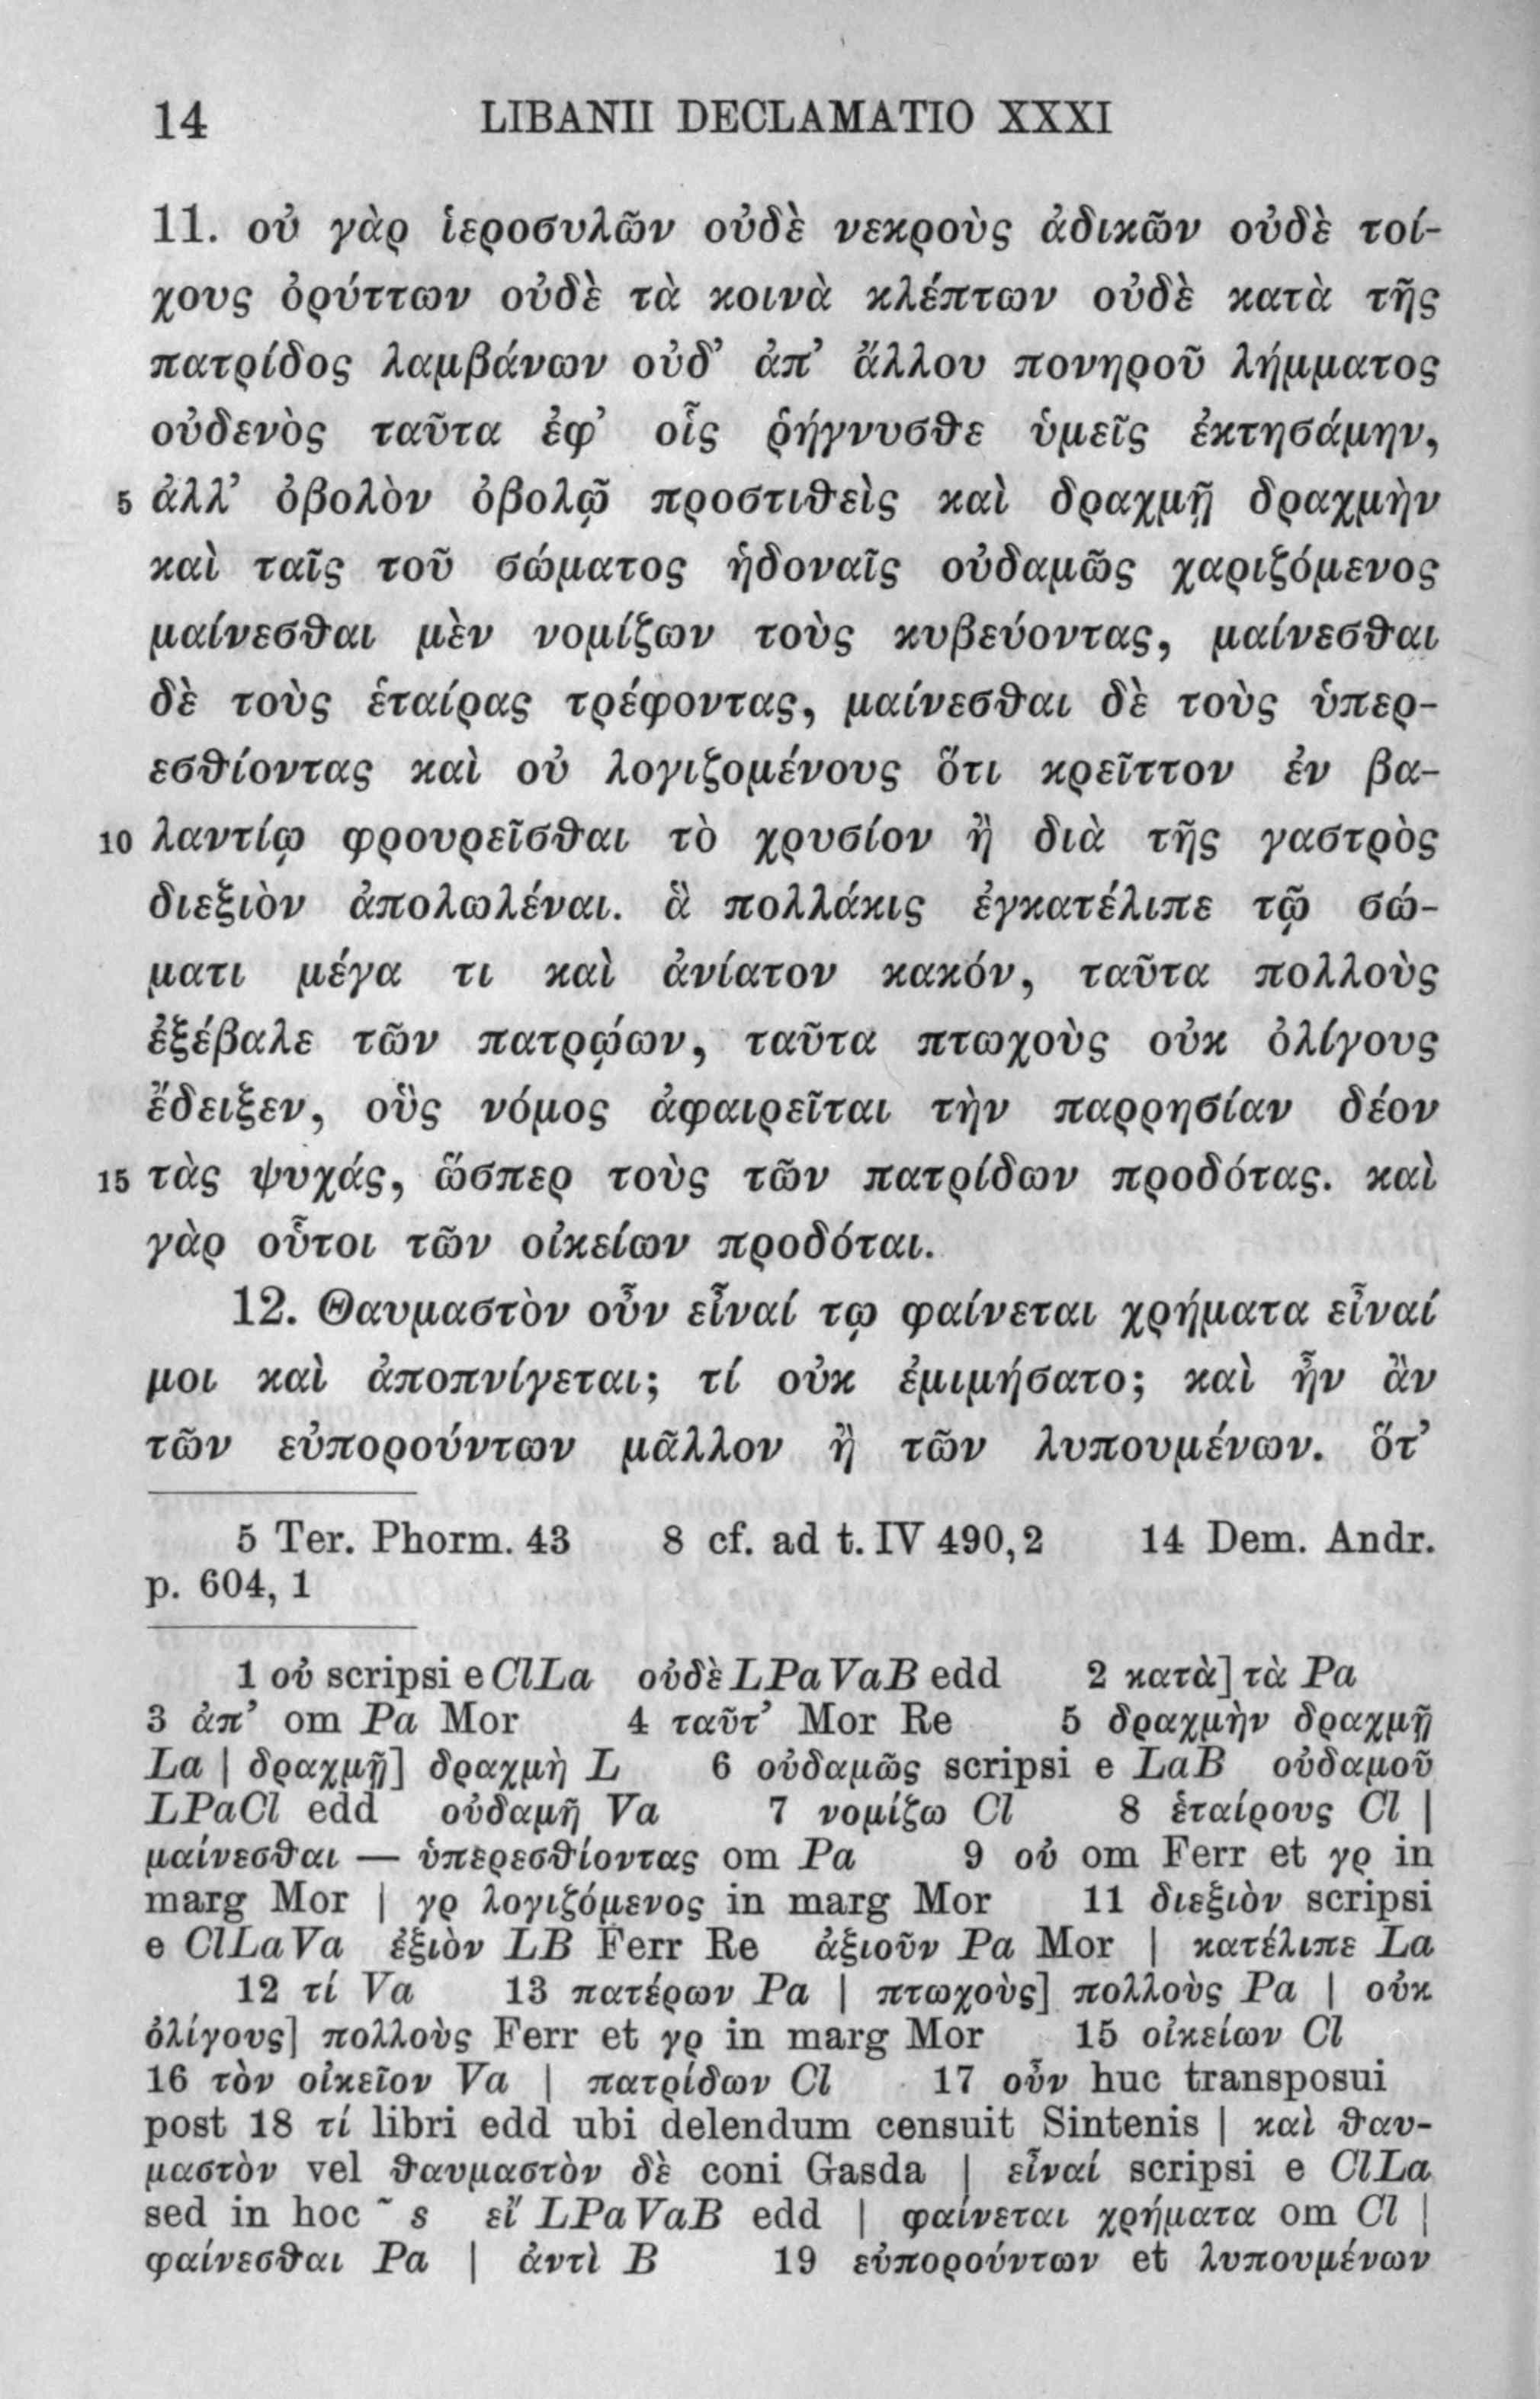 14 LIBANII DECLAMATIO XXXI
11. οὐ γὰρ ἱεροσυλῶν οὐδὲ νεκροὺς ἀδικῶν οὐδὲ τοί-
χους ὀρύττων οὐδὲ τὰ κοινὰ κλέπτων οὐδὲ κατὰ τῆς
πατρίδος λαμβάνων οὐδ’ ἀπ’ ἄλλου πονηροῦ λήμματος
οὐδενὸς ταῦτα ἐφ’ οἷς ῥήγνυσθε ὑμεῖς ἐκτησάμην,
5 ἀλλ’ ὀβολὸν ὀβολῷ προστιθεὶς καὶ δραχμῇ δραχμὴν
καὶ ταῖς τοῦ σώματος ἡδοναῖς οὐδαμῶς χαριζόμενος
μαίνεσθαι μὲν νομίζων τοὺς κυβεύοντας, μαίνεσθαι
δὲ τοὺς ἑταίρας τρέφοντας, μαίνεσθαι δὲ τοὺς ὑπερ-
εσθίοντας καὶ οὐ λογιζομένους ὅτι κρεῖττον ἐν βα-
10 λαντίῳ φρουρεῖσθαι τὸ χρυσίον ἢ διὰ τῆς γαστρὸς
διεξιὸν ἀπολωλέναι. ἃ πολλάκις ἐγκατέλιπε τῷ σώ-
ματι μέγα τι καὶ ἀνίατον κακόν, ταῦτα πολλοὺς
ἐξέβαλε τῶν πατρῴων, ταῦτα πτωχοὺς οὐκ ὀλίγους
ἔδειξεν, οὓς νόμος ἀφαιρεῖται τὴν παρρησίαν δέον
15 τὰς ψυχάς, ὥσπερ τοὺς τῶν πατρίδων προδότας. καὶ
γὰρ οὗτοι τῶν οἰκείων προδόται.
12. Θαυμαστὸν οὖν εἶναί τῳ φαίνεται χρήματα εἶναί
μοι καὶ ἀποπνίγεται; τί οὐκ ἐμιμήσατο; καὶ ἦν ἂν
τῶν εὐπορούντων μᾶλλον ἢ τῶν λυπουμένων. ὅτ’
5 Ter. Phorm. 43 8 cf. ad t. IV 490,2 14 Dem. Andr.
p. 604, 1
1 οὐ scripsi e ClLa οὐδὲ LPaVaB edd 2 κατὰ] τὰ Pa
3 ἀπ’ om Pa Mor 4 ταῦτ’ Mor Re 5 δραχμὴν δραχμῇ
La | δραχμῇ] δραχμὴ L 6 οὐδαμῶς scripsi e LaB οὐδαμοῦ
LPaCl edd οὐδαμῆ Va 7 νομίζω Cl 8 ἑταίρους Cl |
μαίνεσθαι — ὑπερεσθίοντας om Pa 9 οὐ om Ferr et γρ in
marg Mor | γρ λογιζόμενος in marg Mor 11 διεξιὸν scripsi
e ClLaVa ἐξιὸν LB Ferr Re ἀξιοῦν Pa Mor | κατέλιπε La
12 τί Va 13 πατέρων Pa | πτωχοὺς] πολλοὺς Pa | οὐκ
ὀλίγους] πολλοὺς Ferr et γρ in marg Mor 15 οἰκείων Cl
16 τὸν οἰκεῖον Va | πατρίδων Cl 17 οὖν huc transposui
post 18 τί libri edd ubi delendum censuit Sintenis | καὶ θαυ-
μαστὸν vel θαυμαστὸν δὲ coni Gasda | εἶναί scripsi e ClLa
sed in hoc ῀ s εἴ LPaVaB edd | φαίνεται χρήματα om Cl |
φαίνεσθαι Pa | ἀντὶ B 19 εὐπορούντων et λυπουμένων